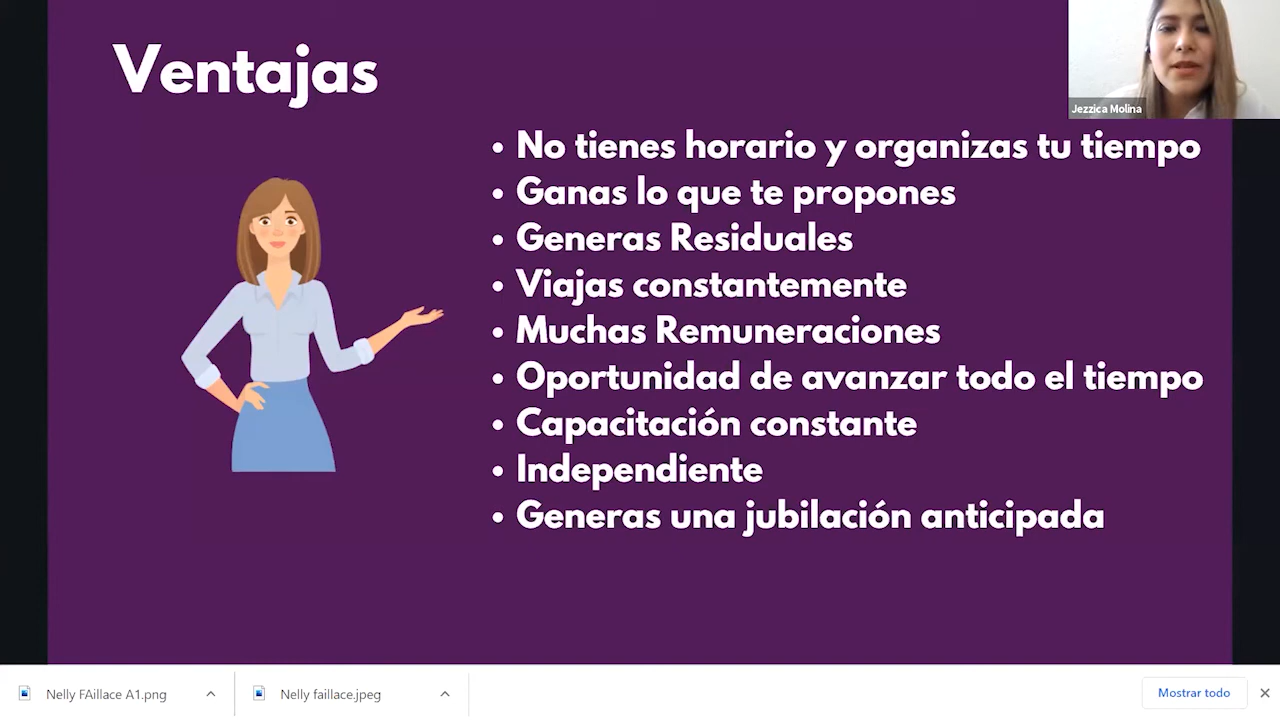 Ventajas
Jezzica Molina
• No tienes horario y organizas tu tiempo
• Ganas lo que te propones
• Generas Residuales
• Viajas constantemente
• Muchas Remuneraciones
• Oportunidad de avanzar todo el tiempo
• Capacitación constante
• Independiente
• Generas una jubilación anticipada
Nelly FAillace A1.png
Nelly faillace.jpeg
Mostrar todo